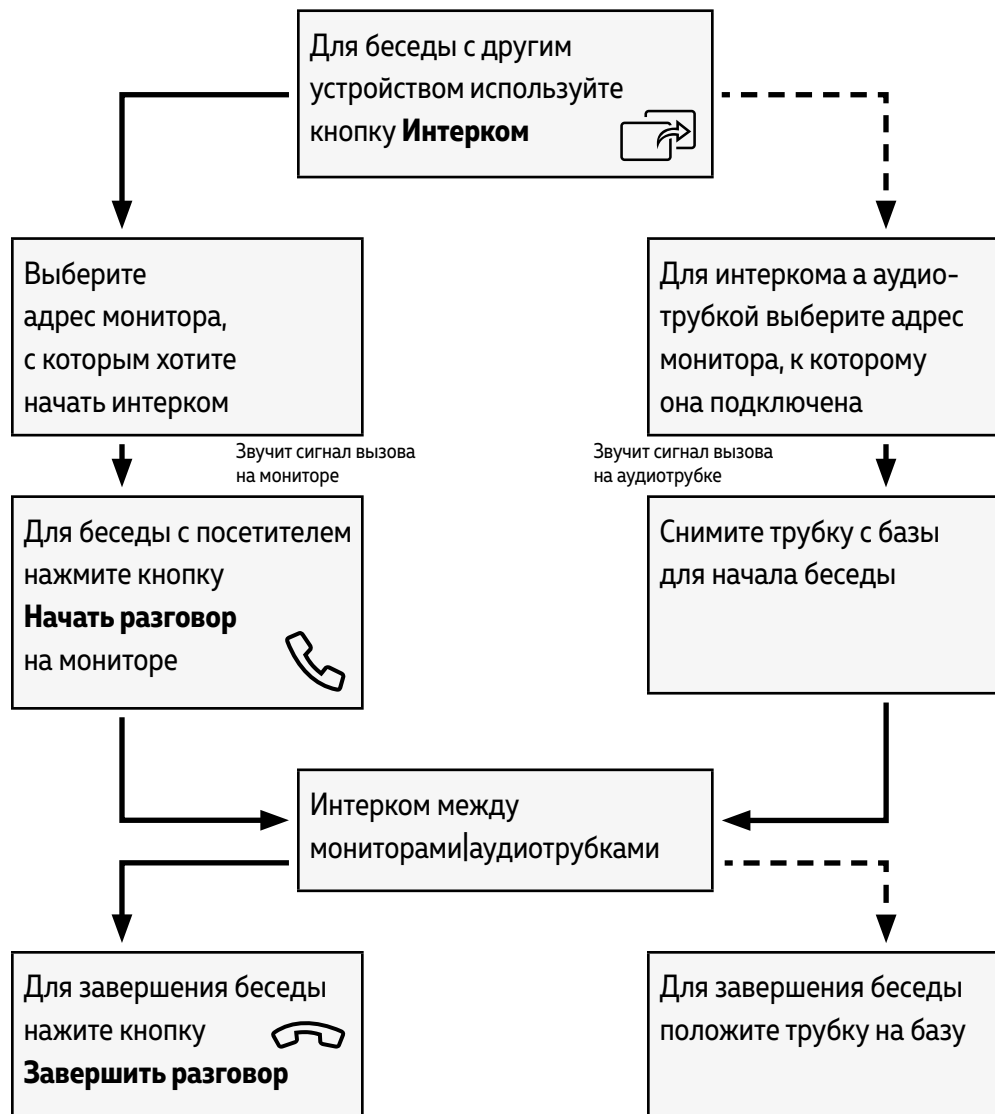 Для беседы с другим
устройством используйте
кнопку Интерком
Выберите
адрес монитора,
с которым хотите
начать интерком
Для интеркома а аудио-
трубкой выберите адрес
монитора, к которому
она подключена
Звучит сигнал вызова
на мониторе
Звучит сигнал вызова
на аудиотрубке
Для беседы с посетителем
нажмите кнопку
Начать разговор
на мониторе
Снимите трубку с базы
для начала беседы
Интерком между
мониторами|аудиотрубками
Для завершения беседы
нажите кнопку
Завершить разговор
Для завершения беседы
положите трубку на базу